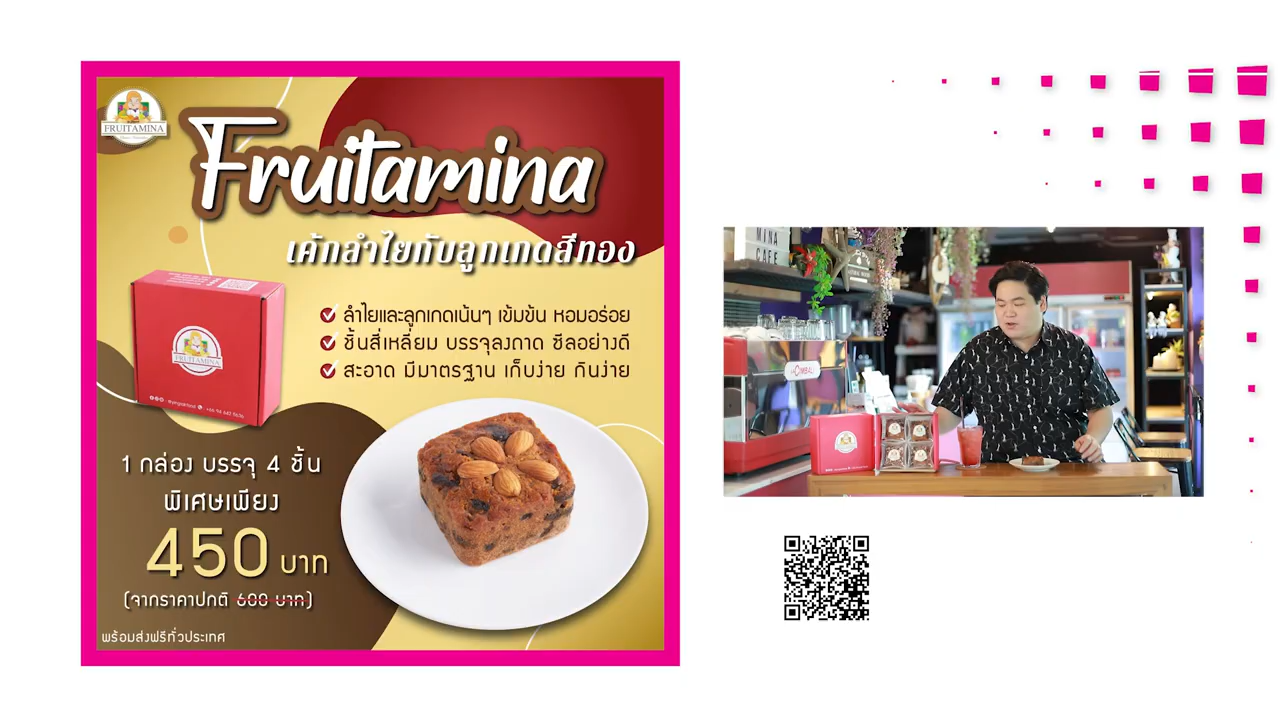 FRUITAMINA
Fruitamina
เค้กลำไยกับลูกเกดสีทอง
ลำไยและลูกเกดเน้นๆ เข้มข้น หอมอร่อย
ชิ้นสี่เหลี่ยม บรรจุลงถาด ซีลอย่างดี
สะอาด มีมาตรฐาน เก็บง่าย กินง่าย
FRUITAMINA
1 กล่อง บรรจุ 4 ชิ้น
พิเศษเพียง
450 บาท
(จากราคาปกติ 600 บาท)
พร้อมส่งฟรีทั่วประเทศ
MINA
CAFE